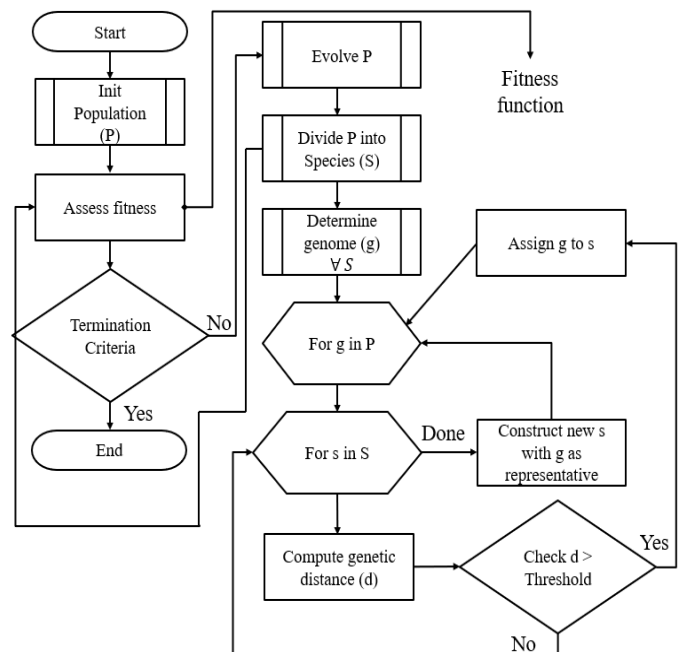 Start
Init
Population
(P)
Assess fitness
Termination
Criteria
No
Yes
End
Evolve P
Divide P into
Species (S)
Determine
genome (g)
∀ S
For g in P
For s in S
Done
Compute genetic
distance (d)
Fitness
function
Assign g to s
Construct new s
with g as
representative
Check d >
Threshold
Yes
No